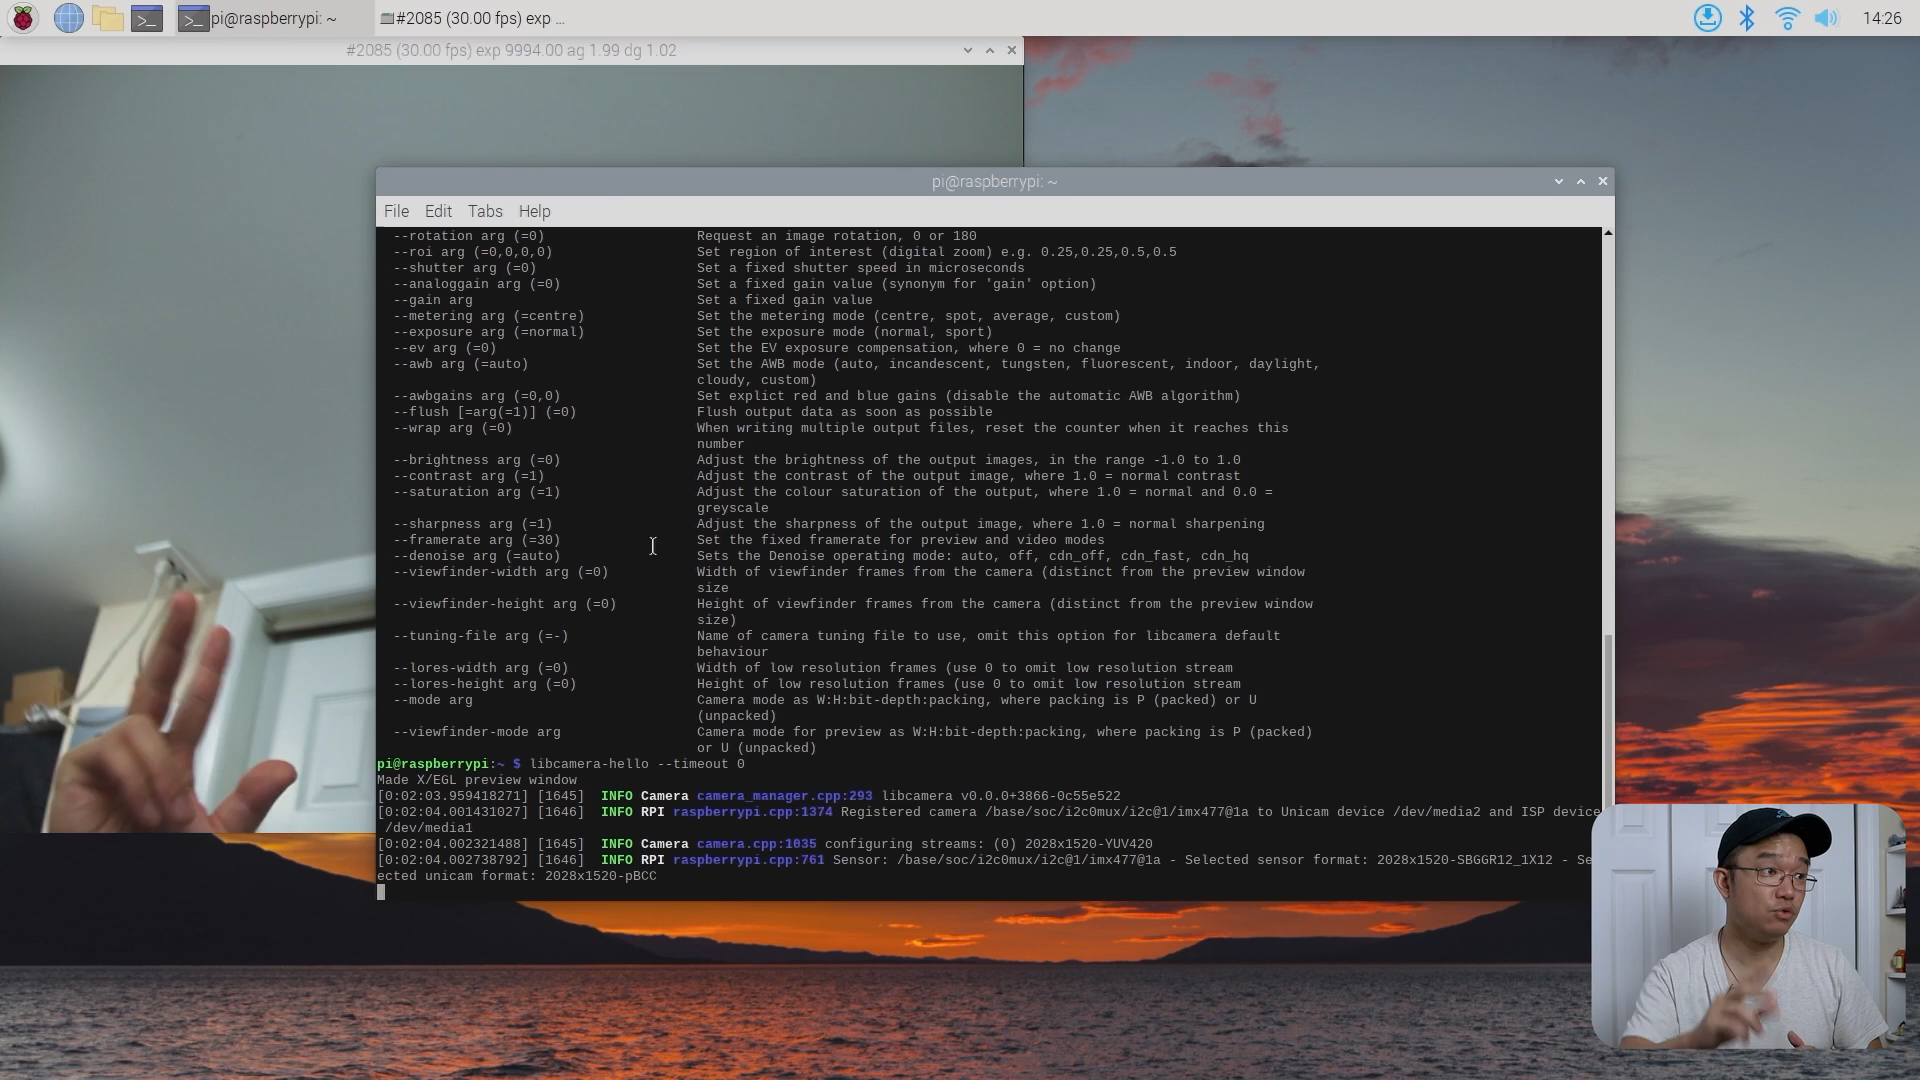 pi@raspberrypi: ~
#2085 (30.00 fps) exp ...
14:26
#2085 (30.00 fps) exp 9994.00 ag 1.99 dg 1.02
pi@raspberrypi: ~
File Edit Tabs Help
--rotation arg (=0) Request an image rotation, 0 or 180
--roi arg (=0,0,0,0) Set region of interest (digital zoom) e.g. 0.25,0.25,0.5,0.5
--shutter arg (=0) Set a fixed shutter speed in microseconds
--analoggain arg (=0) Set a fixed gain value (synonym for 'gain' option)
--gain arg Set a fixed gain value
--metering arg (=centre) Set the metering mode (centre, spot, average, custom)
--exposure arg (=normal) Set the exposure mode (normal, sport)
--ev arg (=0) Set the EV exposure compensation, where 0 = no change
--awb arg (=auto) Set the AWB mode (auto, incandescent, tungsten, fluorescent, indoor, daylight,
cloudy, custom)
--awbgains arg (=0,0) Set explict red and blue gains (disable the automatic AWB algorithm)
--flush [=arg(=1)] (=0) Flush output data as soon as possible
--wrap arg (=0) When writing multiple output files, reset the counter when it reaches this
number
--brightness arg (=0) Adjust the brightness of the output images, in the range -1.0 to 1.0
--contrast arg (=1) Adjust the contrast of the output image, where 1.0 = normal contrast
--saturation arg (=1) Adjust the colour saturation of the output, where 1.0 = normal and 0.0 =
greyscale
--sharpness arg (=1) Adjust the sharpness of the output image, where 1.0 = normal sharpening
--framerate arg (=30) Set the fixed framerate for preview and video modes
--denoise arg (=auto) Sets the Denoise operating mode: auto, off, cdn_off, cdn_fast, cdn_hq
--viewfinder-width arg (=0) Width of viewfinder frames from the camera (distinct from the preview window
size
--viewfinder-height arg (=0) Height of viewfinder frames from the camera (distinct from the preview window
size)
--tuning-file arg (=-) Name of camera tuning file to use, omit this option for libcamera default
behaviour
--lores-width arg (=0) Width of low resolution frames (use 0 to omit low resolution stream
--lores-height arg (=0) Height of low resolution frames (use 0 to omit low resolution stream
--mode arg Camera mode as W:H:bit-depth:packing, where packing is P (packed) or U
(unpacked)
--viewfinder-mode arg Camera mode for preview as W:H:bit-depth:packing, where packing is P (packed)
or U (unpacked)
pi@raspberrypi:~ $ libcamera-hello --timeout 0
Made X/EGL preview window
[0:02:03.959418271] [1645] INFO Camera camera_manager.cpp:293 libcamera v0.0.0+3866-0c55e522
[0:02:04.001431027] [1646] INFO RPI raspberrypi.cpp:1374 Registered camera /base/soc/i2c0mux/i2c@1/imx477@1a to Unicam device /dev/media2 and ISP device
/dev/media1
[0:02:04.002321488] [1645] INFO Camera camera.cpp:1035 configuring streams: (0) 2028x1520-YUV420
[0:02:04.002738792] [1646] INFO RPI raspberrypi.cpp:761 Sensor: /base/soc/i2c0mux/i2c@1/imx477@1a - Selected sensor format: 2028x1520-SBGGR12_1X12 - Se
ected unicam format: 2028x1520-pBCC